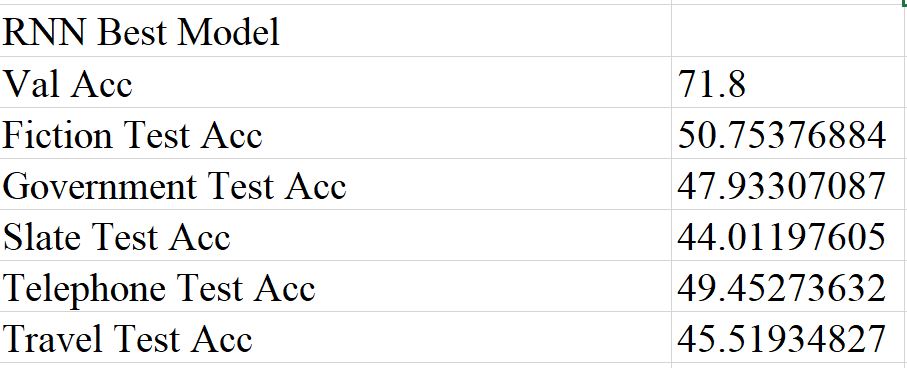 RNN Best Model
Val Acc 71.8
Fiction Test Acc 50.75376884
Government Test Acc 47.93307087
Slate Test Acc 44.01197605
Telephone Test Acc 49.45273632
Travel Test Acc 45.51934827